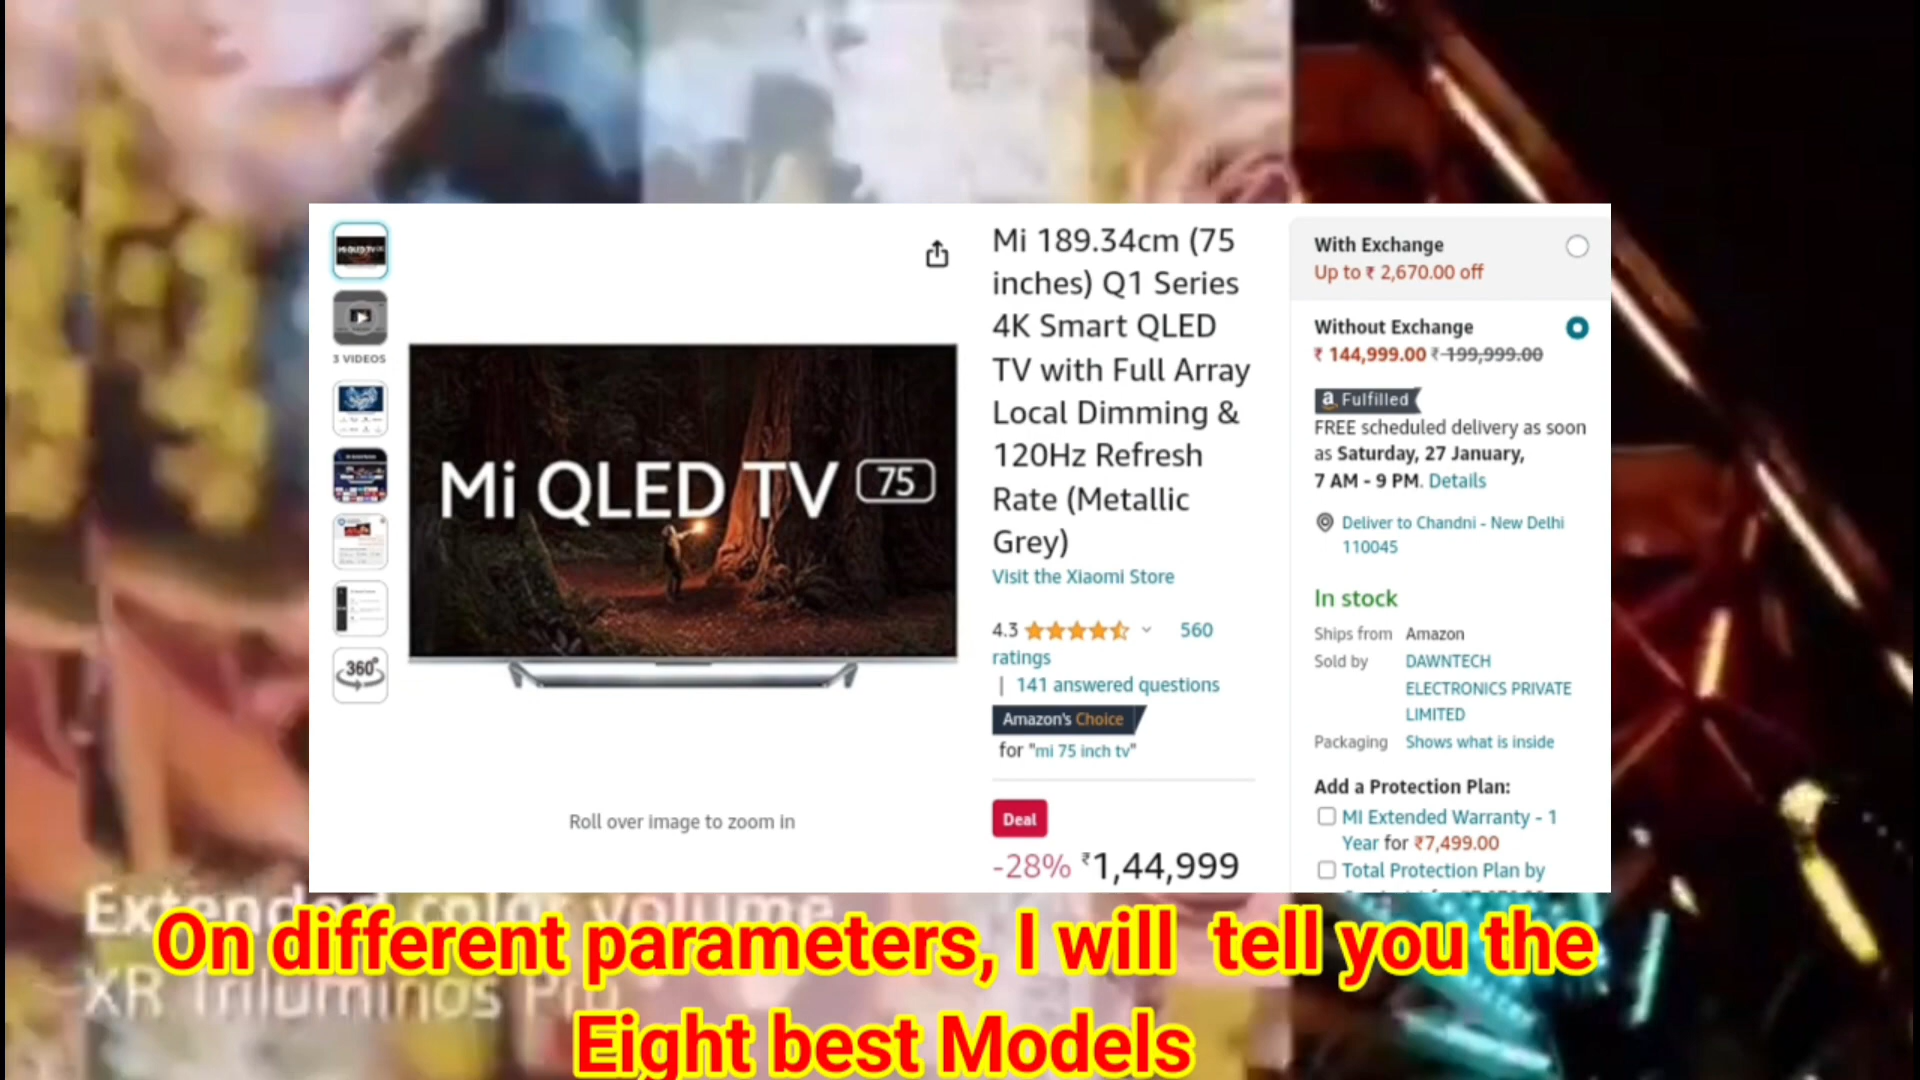 Mi QLED TV 75
3 VIDEOS
360°
Roll over image to zoom in
Mi 189.34cm (75
inches) Q1 Series
4K Smart QLED
TV with Full Array
Local Dimming &
120Hz Refresh
Rate (Metallic
Grey)
Visit the Xiaomi Store
4.3 560
ratings
| 141 answered questions
Amazon's Choice
for "mi 75 inch tv"
Deal
-28% ₹1,44,999
With Exchange
Up to ₹ 2,670.00 off
Without Exchange
₹ 144,999.00 ₹ 199,999.00
a Fulfilled
FREE scheduled delivery as soon
as Saturday, 27 January,
7 AM - 9 PM. Details
Deliver to Chandni - New Delhi
110045
In stock
Ships from Amazon
Sold by DAWNTECH
ELECTRONICS PRIVATE
LIMITED
Packaging Shows what is inside
Add a Protection Plan:
MI Extended Warranty - 1
Year for ₹7,499.00
Total Protection Plan by
Extended color volume
XR Triluminos Pro
On different parameters, I will tell you the
Eight best Models